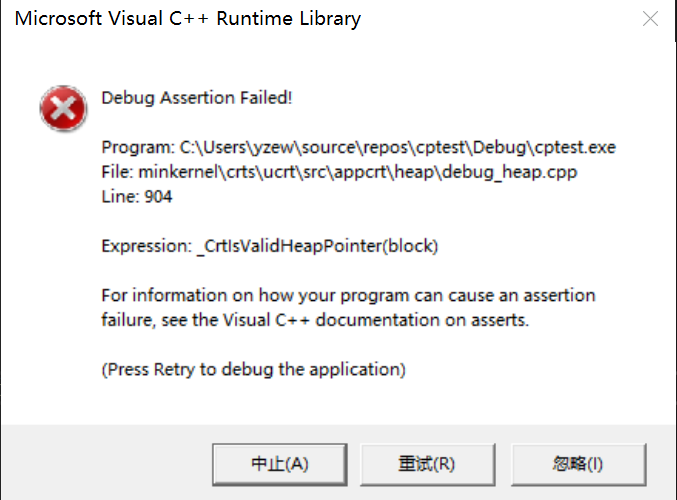 Microsoft Visual C++ Runtime Library
Debug Assertion Failed!
Program: C:\Users\yzew\source\repos\cptest\Debug\cptest.exe
File: minkernel\crts\ucrt\src\appcrt\heap\debug_heap.cpp
Line: 904
Expression: _CrtIsValidHeapPointer(block)
For information on how your program can cause an assertion
failure, see the Visual C++ documentation on asserts.
(Press Retry to debug the application)
中止(A) 重试(R) 忽略(I)